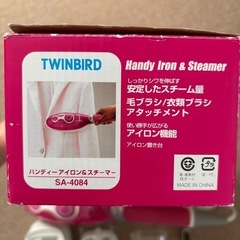 TWINBIRD
Handy Iron & Steamer
しっかりシワを伸ばす
安定したスチーム量
毛ブラシ/衣類ブラシ
アタッチメント
使い勝手が広がる
アイロン機能
アイロン置き台
ハンディーアイロン&スチーマー
SA-4084
MADE IN CHINA